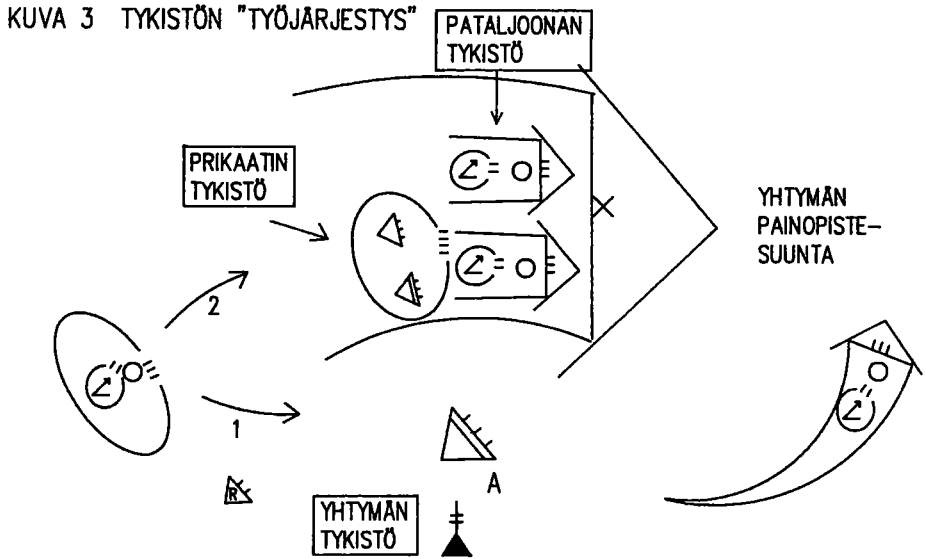 KUVA 3 TYKISTÖN "TYÖJÄRJESTYS"
PATALJOONAN
TYKISTÖ
PRIKAATIN
TYKISTÖ
YHTYMÄN
PAINOPISTE-
SUUNTA
2
1
A
R
YHTYMÄN
TYKISTÖ